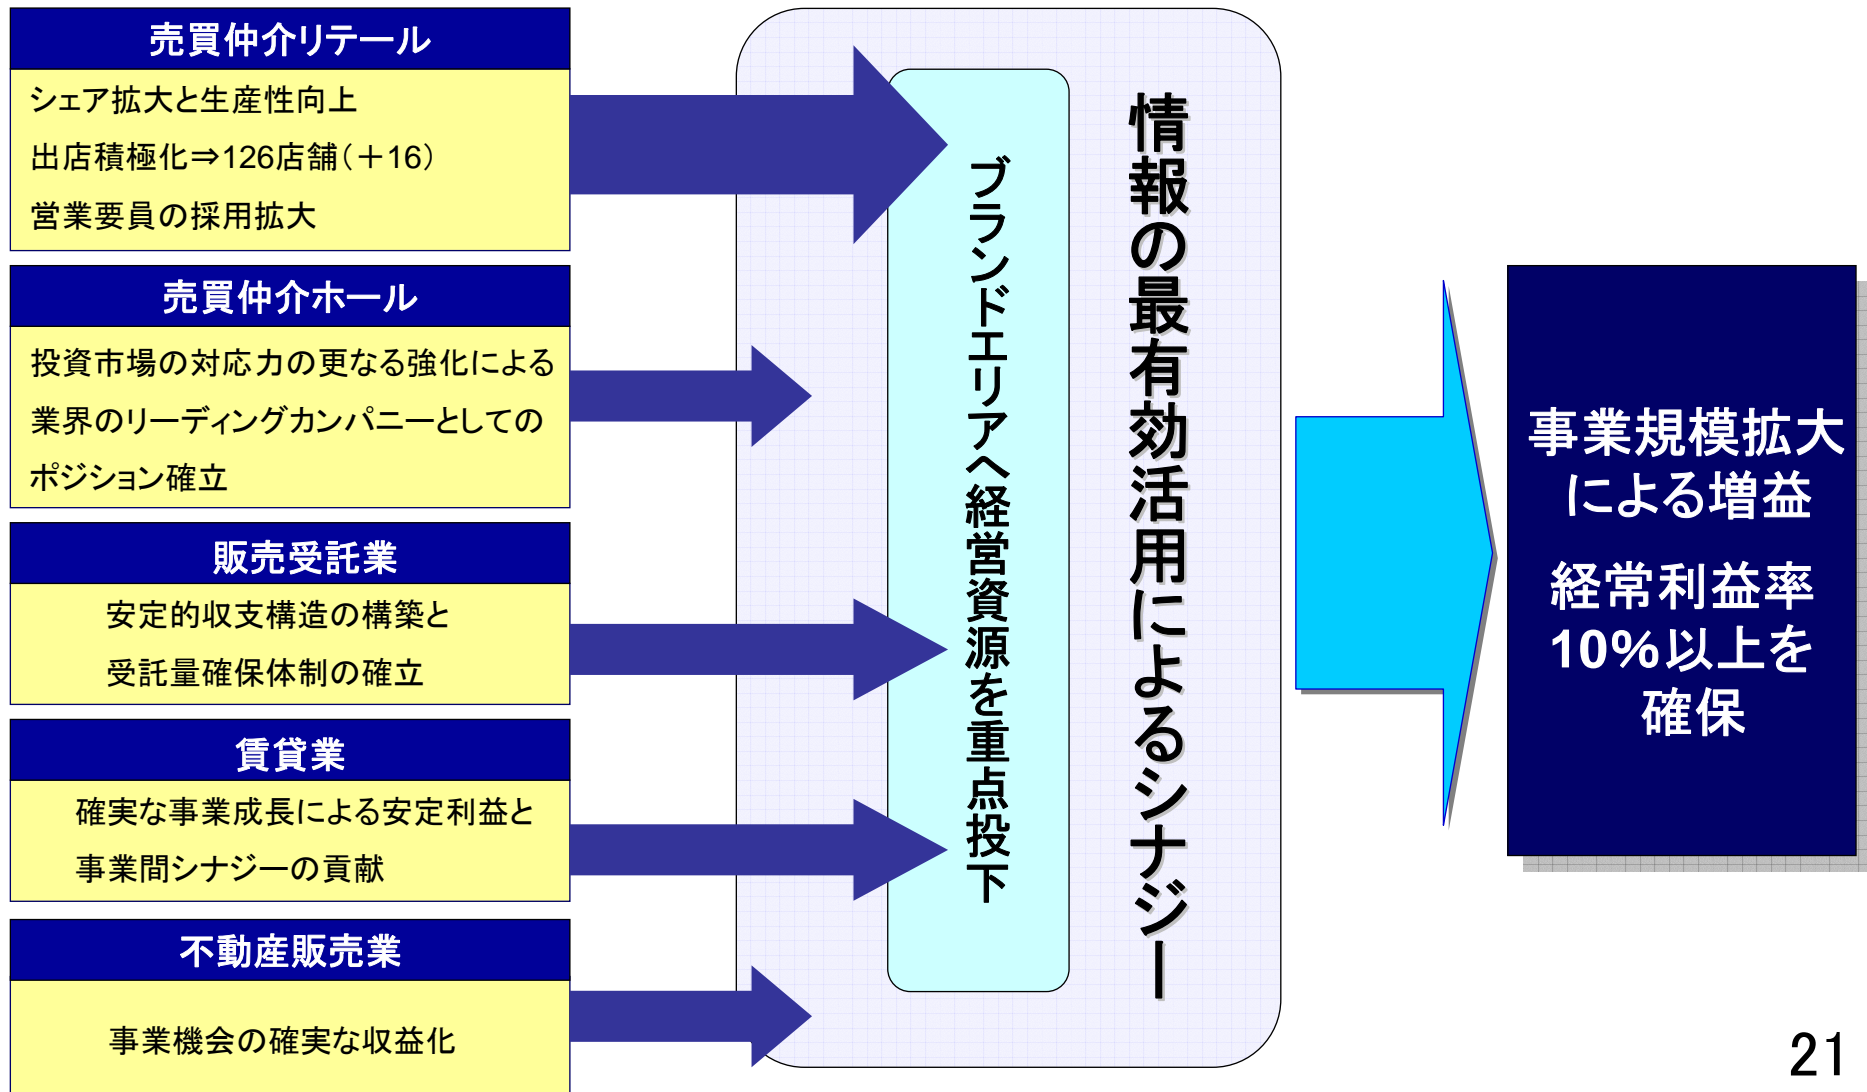 売買仲介リテール
シェア拡大と生産性向上
出店積極化⇒126店舗(＋16)
営業要員の採用拡大
売買仲介ホール
投資市場の対応力の更なる強化による
業界のリーディングカンパニーとしての
ポジション確立
販売受託業
安定的収支構造の構築と
受託量確保体制の確立
賃貸業
確実な事業成長による安定利益と
事業間シナジーの貢献
不動産販売業
事業機会の確実な収益化
ブランドエリアへ経営資源を重点投下
情報の最有効活用によるシナジー
事業規模拡大
による増益
経常利益率
10%以上を
確保
21